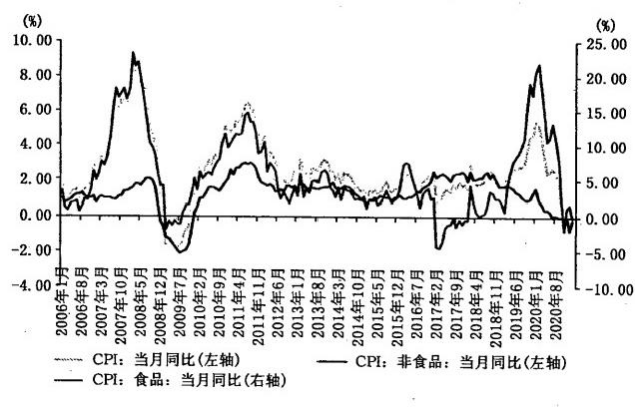 (%)
(%)
10.00
8.00
6.00
4.00
2.00
0.00
-2.00
-4.00
25.00
20.00
15.00
10.00
5.00
0.00
-5.00
-10.00
2006年1月
2006年8月
2007年3月
2007年10月
2008年5月
2008年12月
2009年7月
2010年2月
2010年9月
2011年4月
2011年11月
2012年6月
2013年1月
2013年8月
2014年3月
2014年10月
2015年5月
2015年12月
2016年7月
2017年2月
2017年9月
2018年4月
2018年11月
2019年6月
2020年1月
2020年8月
CPI：当月同比(左轴)
CPI：非食品：当月同比(左轴)
CPI：食品：当月同比(右轴)